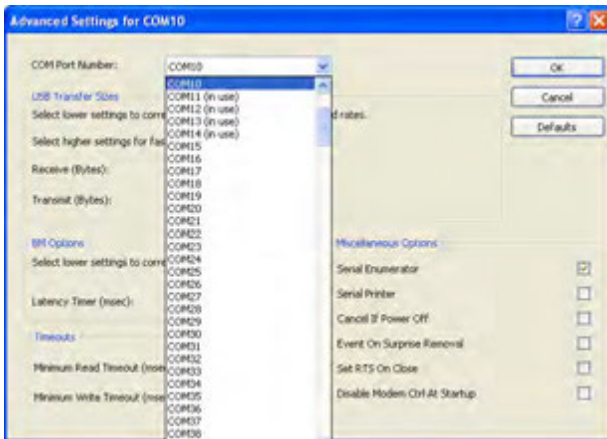 Advanced Settings for COM10
COM Port Number:
COM10
OK
Cancel
Defaults
USB Transfer Sizes
Select lower settings to corre
d rates.
Select higher settings for fas
Receive (Bytes):
Transmit (Bytes):
BM Options
Select lower settings to corre
Latency Timer (msec):
Timeouts
Minimum Read Timeout (mse
Minimum Write Timeout (mse
COM10
COM11 (in use)
COM12 (in use)
COM13 (in use)
COM14 (in use)
COM15
COM16
COM17
COM18
COM19
COM20
COM21
COM22
COM23
COM24
COM25
COM26
COM27
COM28
COM29
COM30
COM31
COM32
COM33
COM34
COM35
COM36
COM37
COM38
Miscellaneous Options
Serial Enumerator
Serial Printer
Cancel If Power Off
Event On Surprise Removal
Set RTS On Close
Disable Modem Ctrl At Startup